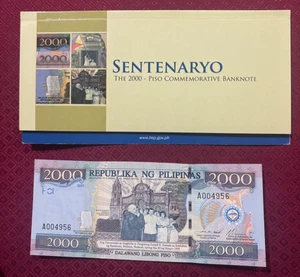 2000
2000
SENTENARYO
THE 2000 - PISO COMMEMORATIVE BANKNOTE
www.bsp.gov.ph
2000 REPUBLIKA NG PILIPINAS 2000
A004956
A004956
2000 DALAWANG LIBONG PISO 2000